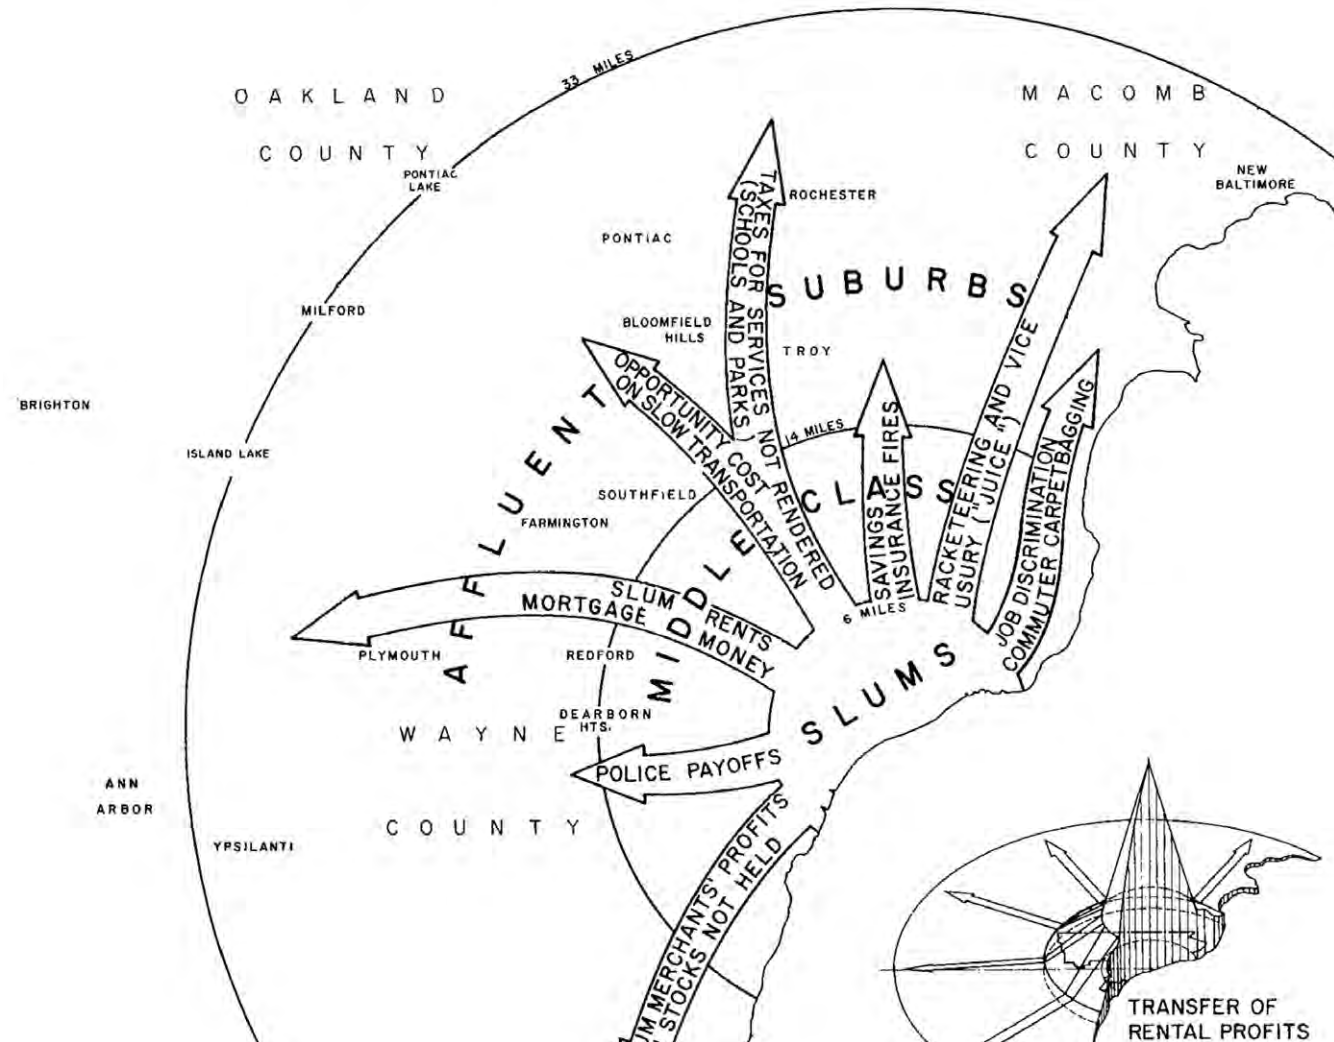 33 MILES
OAKLAND
COUNTY
MACOMB
COUNTY
PONTIAC
LAKE
NEW
BALTIMORE
ROCHESTER
PONTIAC
TAXES FOR SERVICES NOT RENDERED
(SCHOOLS AND PARKS)
SUBURBS
MILFORD
BLOOMFIELD
HILLS
TROY
OPPORTUNITY COST
ON SLOW TRANSPORTATION
BRIGHTON
ISLAND LAKE
14 MILES
SAVINGS
INSURANCE FIRES
RACKETEERING AND VICE
USURY ("JUICE")
JOB DISCRIMINATION
COMMUTER CARPETBAGGING
AFFLUENT
SOUTHFIELD
FARMINGTON
MIDDLE CLASS
6 MILES
SLUM RENTS
MORTGAGE MONEY
PLYMOUTH
REDFORD
SLUMS
DEARBORN
HTS.
WAYNE
COUNTY
POLICE PAYOFFS
ANN
ARBOR
YPSILANTI
MERCHANTS' PROFITS
STOCKS NOT HELD
TRANSFER OF
RENTAL PROFITS